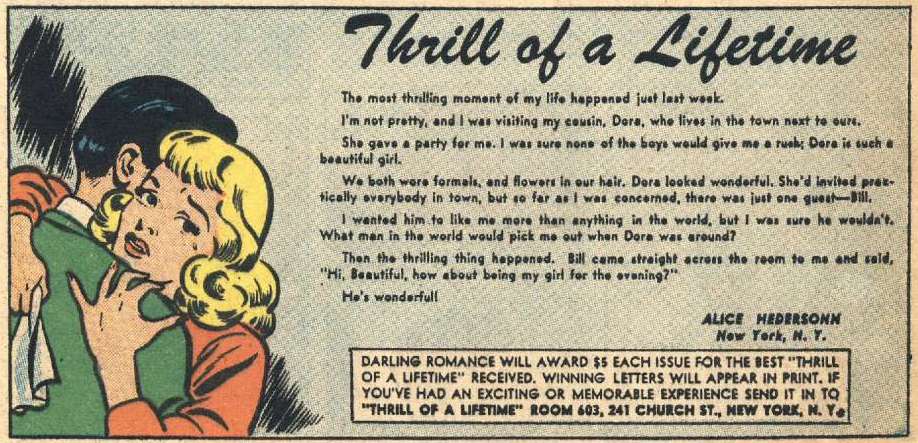 Thrill of a Lifetime
The most thrilling moment of my life happened just last week.
I'm not pretty, and I was visiting my cousin, Dora, who lives in the town next to ours.
She gave a party for me. I was sure none of the boys would give me a rush; Dora is such a
beautiful girl.
We both wore formals, and flowers in our hair. Dora looked wonderful. She'd invited prac-
tically everybody in town, but so far as I was concerned, there was just one guest—Bill.
I wanted him to like me more than anything in the world, but I was sure he wouldn't.
What man in the world would pick me out when Dora was around?
Then the thrilling thing happened. Bill came straight across the room to me and said,
"Hi, Beautiful, how about being my girl for the evening?"
He's wonderful!
ALICE HEDERSONN
New York, N. Y.
DARLING ROMANCE WILL AWARD $5 EACH ISSUE FOR THE BEST "THRILL
OF A LIFETIME" RECEIVED. WINNING LETTERS WILL APPEAR IN PRINT. IF
YOU'VE HAD AN EXCITING OR MEMORABLE EXPERIENCE SEND IT IN TO
"THRILL OF A LIFETIME" ROOM 603, 241 CHURCH ST., NEW YORK, N. Y.